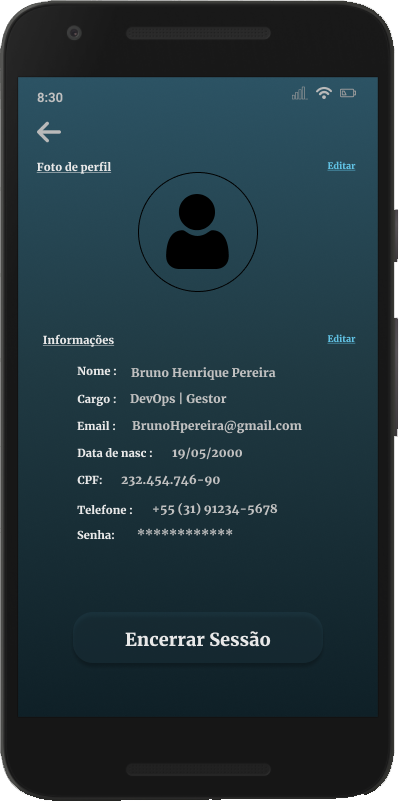 8:30
Foto de perfil Editar
Informações Editar
Nome : Bruno Henrique Pereira
Cargo : DevOps | Gestor
Email : BrunoHpereira@gmail.com
Data de nasc : 19/05/2000
CPF: 232.454.746-90
Telefone : +55 (31) 91234-5678
Senha: ************
Encerrar Sessão